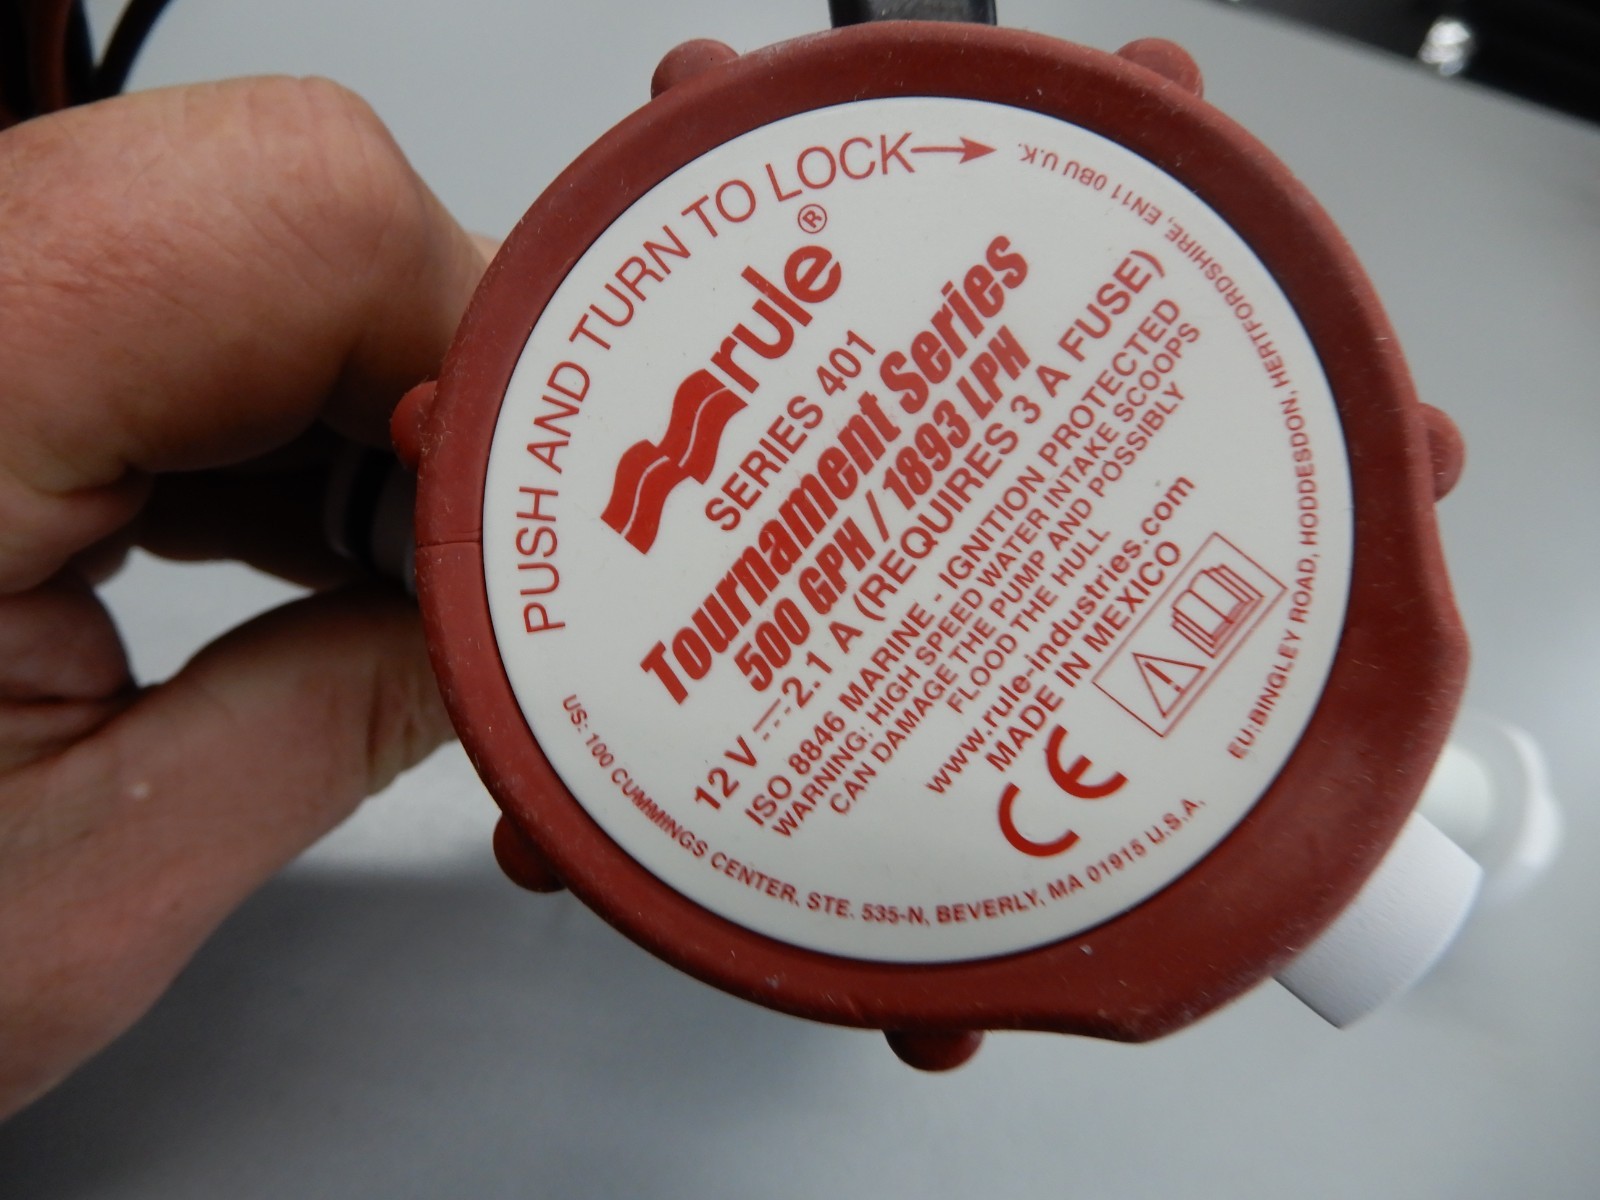 PUSH AND TURN TO LOCK
rule®
SERIES 401
Tournament Series
500 GPH / 1893 LPH
12 V ⎓ 2.1 A (REQUIRES 3 A FUSE)
ISO 8846 MARINE - IGNITION PROTECTED
WARNING: HIGH SPEED WATER INTAKE SCOOPS
CAN DAMAGE THE PUMP AND POSSIBLY
FLOOD THE HULL
www.rule-industries.com
MADE IN MEXICO
CE
US: 100 CUMMINGS CENTER, STE. 535-N, BEVERLY, MA 01915 U.S.A,
EU:BINGLEY ROAD, HODDESDON, HERTFORDSHIRE, EN11 0BU U.K.